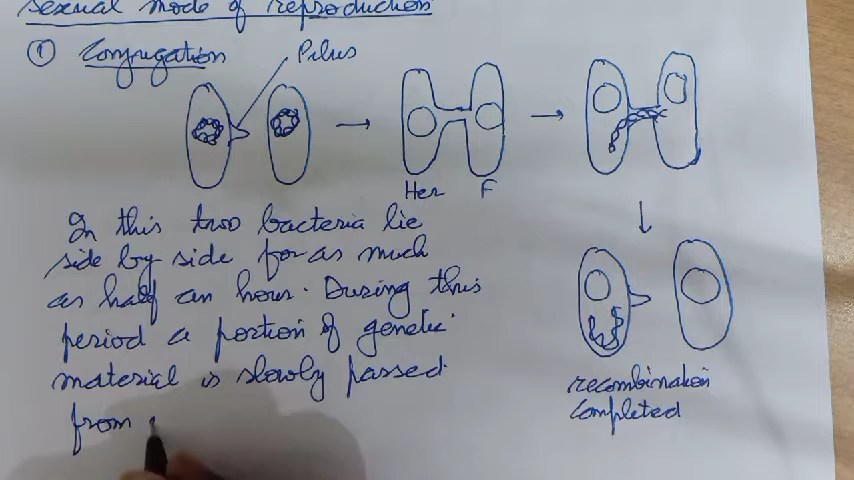 Sexual mode of reproduction
① Conjugation
Pilus
Her F
In this two bacteria lie
side by side for as much
as half an hour. During this
period a portion of genetic
material is slowly passed
from
recombination
completed